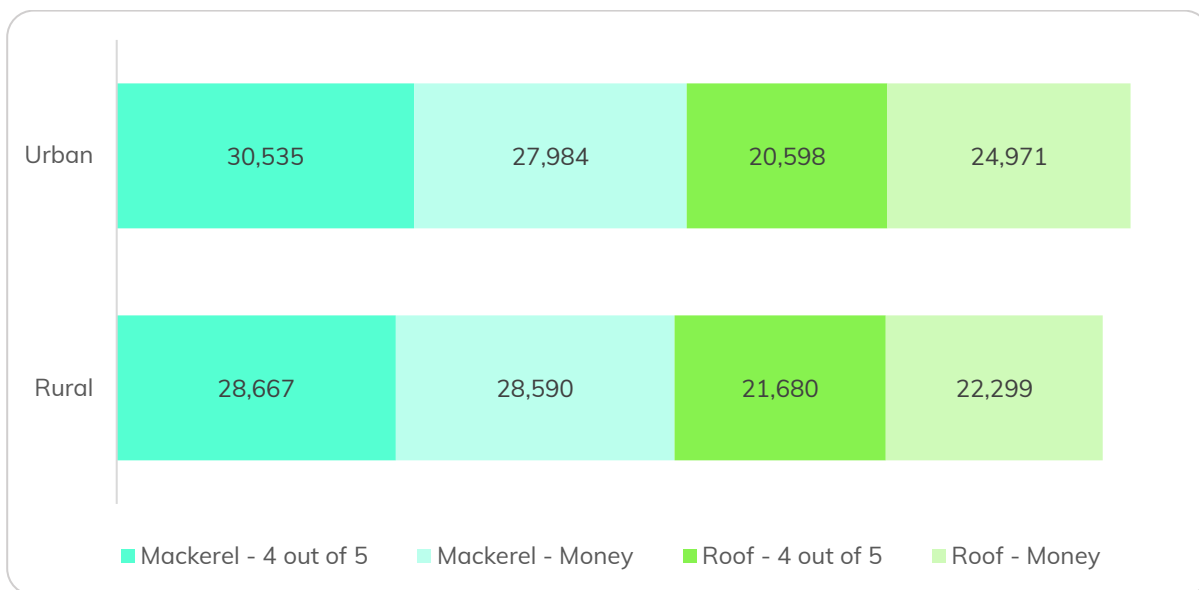 Urban
30,535
27,984
20,598
24,971
Rural
28,667
28,590
21,680
22,299
Mackerel - 4 out of 5
Mackerel - Money
Roof - 4 out of 5
Roof - Money